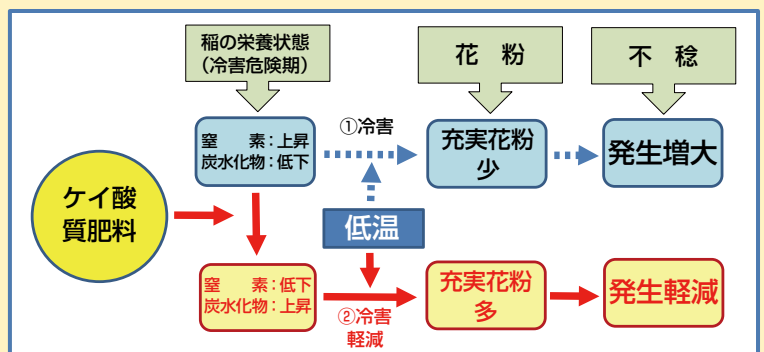 稲の栄養状態
(冷害危険期)
花 粉
不 稔
窒 素:上昇
炭水化物:低下
①冷害
充実花粉
少
発生増大
ケイ酸
質肥料
低温
窒 素:低下
炭水化物:上昇
②冷害
軽減
充実花粉
多
発生軽減